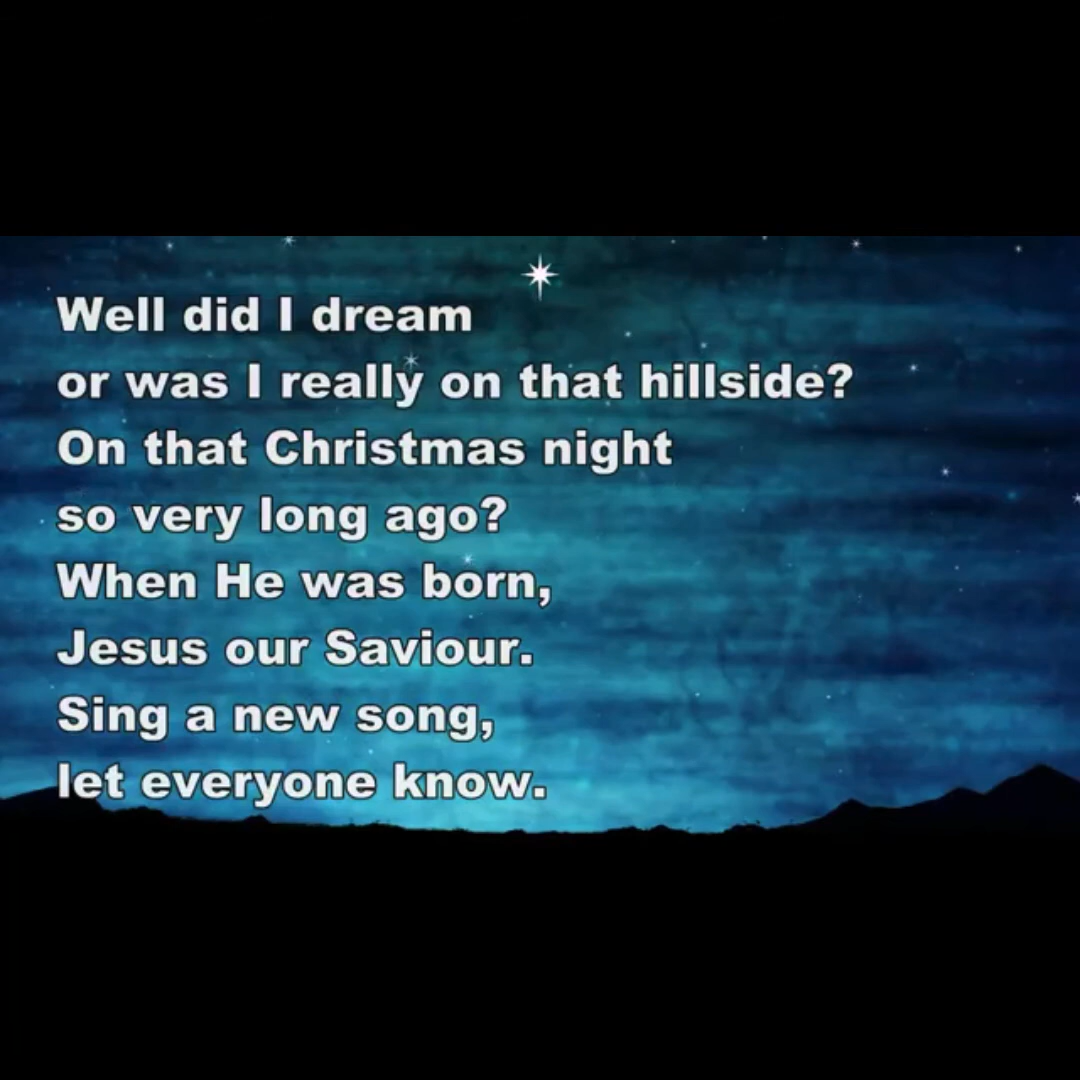 Well did I dream
or was I really on that hillside?
On that Christmas night
so very long ago?
When He was born,
Jesus our Saviour.
Sing a new song,
let everyone know.